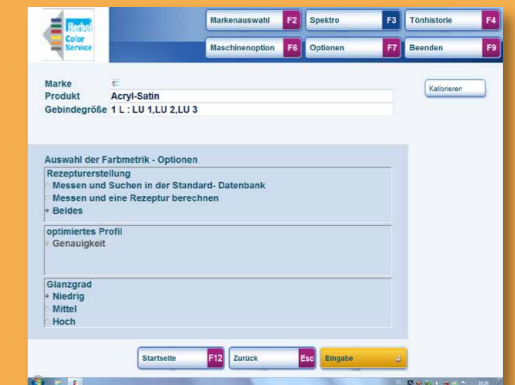 Herbol
Color
Service
Markenauswahl F2 Spektro F3 Tönhistorie F4
Maschinenoption F6 Optionen F7 Beenden F9
Marke
Produkt Acryl-Satin
Gebindegröße 1 L : LU 1,LU 2,LU 3
Kalibrieren
Auswahl der Farbmetrik - Optionen
Rezepturerstellung
Messen und Suchen in der Standard- Datenbank
Messen und eine Rezeptur berechnen
Beides
optimiertes Profil
Genauigkeit
Glanzgrad
Niedrig
Mittel
Hoch
Startseite F12 Zurück Esc Eingabe